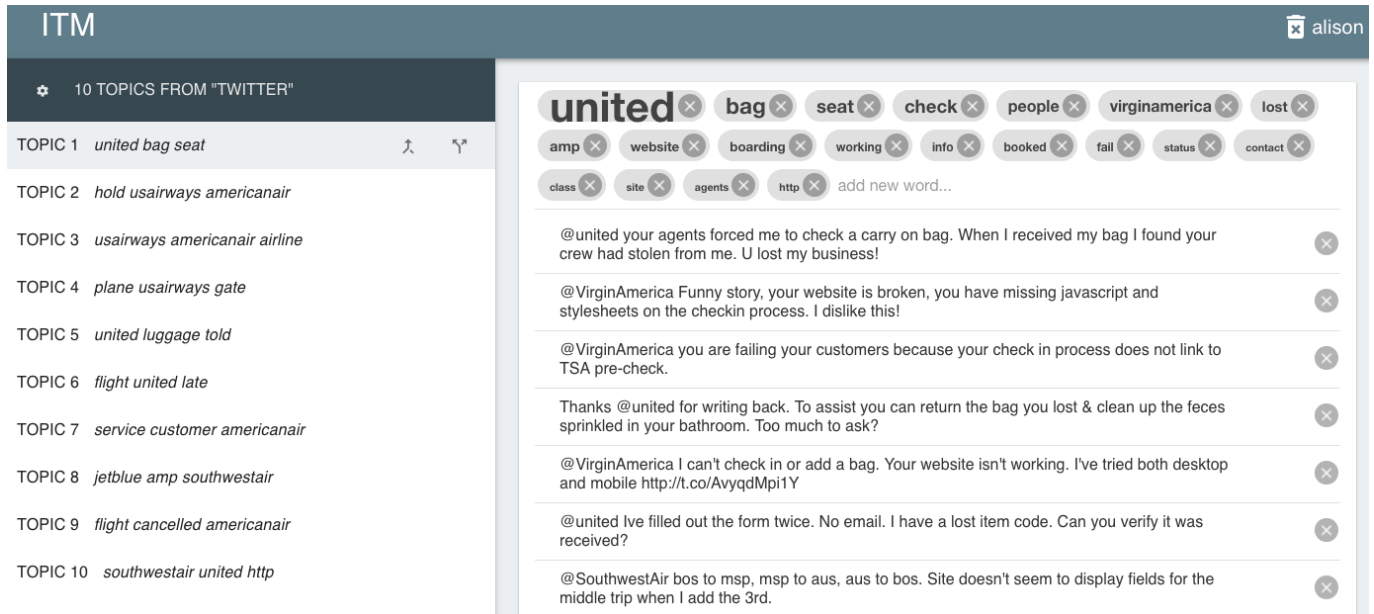 ITM
alison
10 TOPICS FROM "TWITTER"
TOPIC 1 united bag seat
TOPIC 2 hold usairways americanair
TOPIC 3 usairways americanair airline
TOPIC 4 plane usairways gate
TOPIC 5 united luggage told
TOPIC 6 flight united late
TOPIC 7 service customer americanair
TOPIC 8 jetblue amp southwestair
TOPIC 9 flight cancelled americanair
TOPIC 10 southwestair united http
united bag seat check people virginamerica lost
amp website boarding working info booked fail status contact
class site agents http add new word...
@united your agents forced me to check a carry on bag. When I received my bag I found your
crew had stolen from me. U lost my business!
@VirginAmerica Funny story, your website is broken, you have missing javascript and
stylesheets on the checkin process. I dislike this!
@VirginAmerica you are failing your customers because your check in process does not link to
TSA pre-check.
Thanks @united for writing back. To assist you can return the bag you lost & clean up the feces
sprinkled in your bathroom. Too much to ask?
@VirginAmerica I can't check in or add a bag. Your website isn't working. I've tried both desktop
and mobile http://t.co/AvyqdMpi1Y
@united Ive filled out the form twice. No email. I have a lost item code. Can you verify it was
received?
@SouthwestAir bos to msp, msp to aus, aus to bos. Site doesn't seem to display fields for the
middle trip when I add the 3rd.